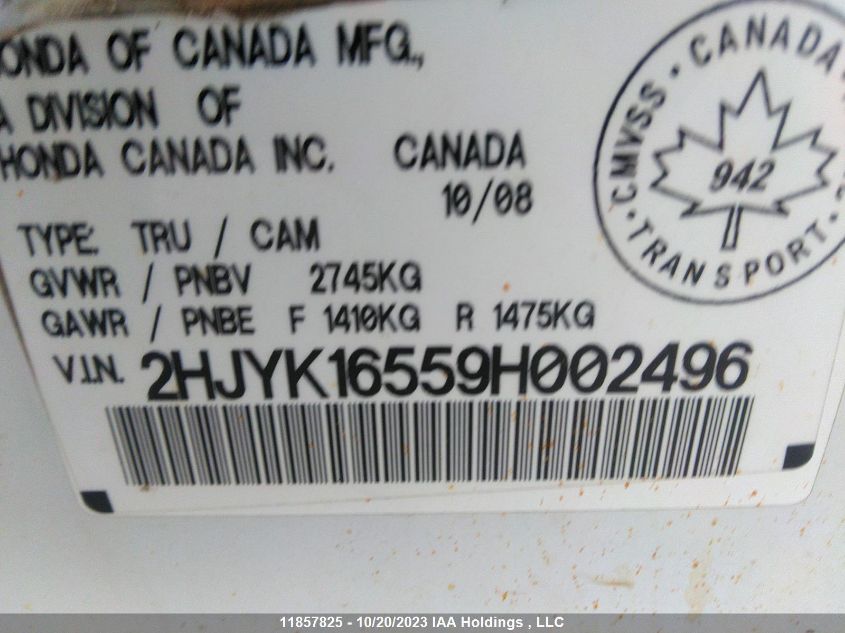 ONDA OF CANADA MFG.,
A DIVISION OF
HONDA CANADA INC. CANADA
10/08
TYPE: TRU / CAM
GVWR / PNBV 2745KG
GAWR / PNBE F 1410KG R 1475KG
V.I.N. 2HJYK16559H002496
CMVSS · CANADA ·
942
· TRANSPORT ·
11857825 - 10/20/2023 IAA Holdings , LLC